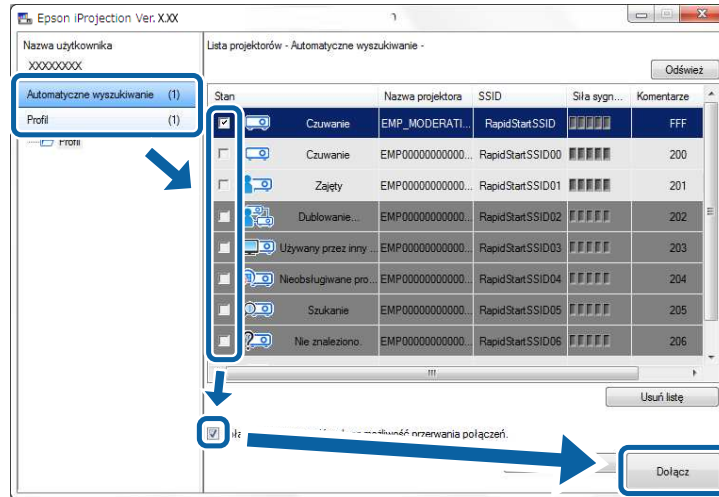 Epson iProjection Ver. X.XX
Nazwa użytkownika
XXXXXXXX
Automatyczne wyszukiwanie (1)
Profil (1)
Profil
Lista projektorów - Automatyczne wyszukiwanie -
Odśwież
Stan Nazwa projektora SSID Siła sygn... Komentarze
Czuwanie EMP_MODERATI... RapidStartSSID FFF
Czuwanie EMP00000000000... RapidStartSSID00 200
Zajęty EMP00000000000... RapidStartSSID01 201
Dublowanie... EMP00000000000... RapidStartSSID02 202
Używany przez inny ... EMP00000000000... RapidStartSSID03 203
Nieobsługiwane pro... EMP00000000000... RapidStartSSID04 204
Szukanie EMP00000000000... RapidStartSSID05 205
Nie znaleziono. EMP00000000000... RapidStartSSID06 206
Usuń listę
możliwość przerwania połączeń.
Dołącz